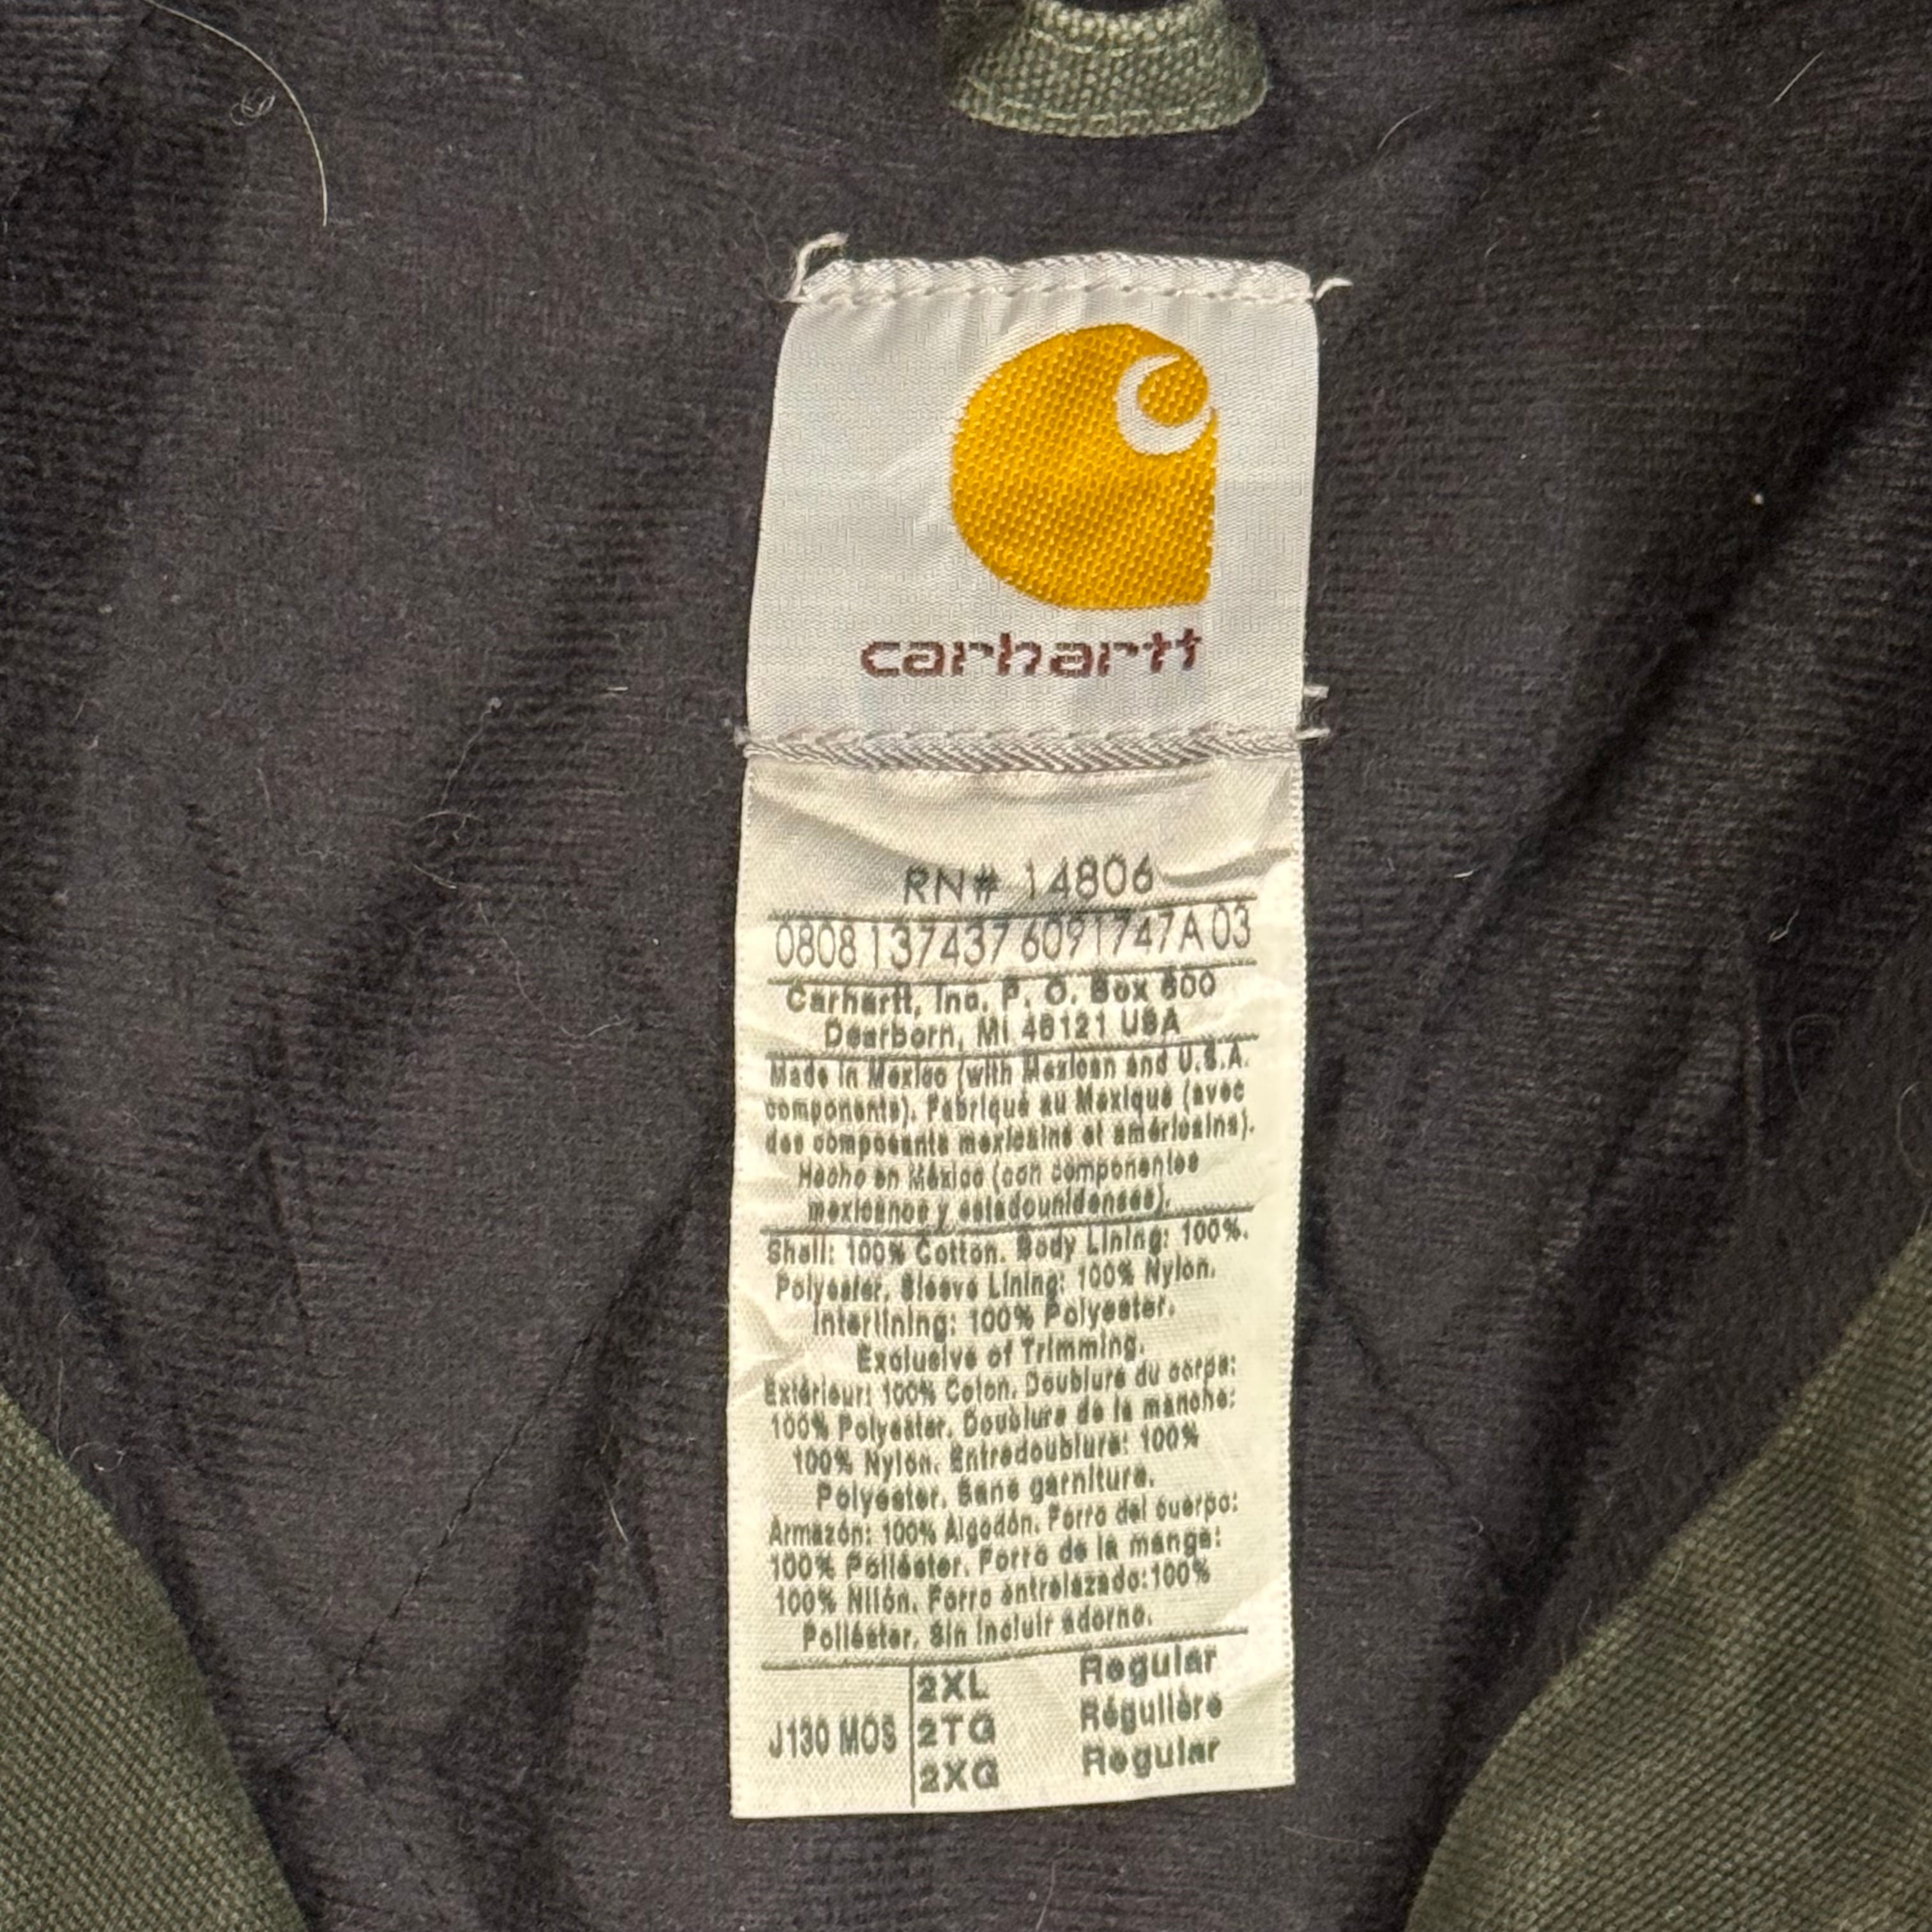 carhartt
RN# 14806
0808 137437 6091747A 03
Carhartt, Inc. P. O. Box 600
Dearborn, MI 48121 USA
Made in Mexico (with Mexican and U.S.A.
components). Fabriqué au Mexique (avec
des composants mexicains et américains).
Hecho en México (con componentes
mexicanos y estadounidenses).
Shell: 100% Cotton. Body Lining: 100%.
Polyester. Sleeve Lining: 100% Nylon.
Interlining: 100% Polyester.
Exclusive of Trimming.
Extérieur: 100% Coton. Doublure du corps:
100% Polyester. Doublure de la manche:
100% Nylon. Entredoublure: 100%
Polyester. Sans garniture.
Armazón: 100% Algodón. Forro del cuerpo:
100% Poliéster. Forro de la manga:
100% Nilón. Forro entrelazado:100%
Poliéster. Sin incluir adorno.
J130 MOS
2XL Regular
2TG Régulière
2XG Regular